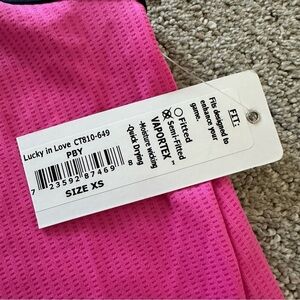 Lucky in Love CT810-649
PBY
7 23592 87469 8
SIZE XS
FIT:
Fits designed to
enhance your
game.
Fitted
Semi-Fitted
VAPORTEX™
-Moisture wicking
-Quick Drying